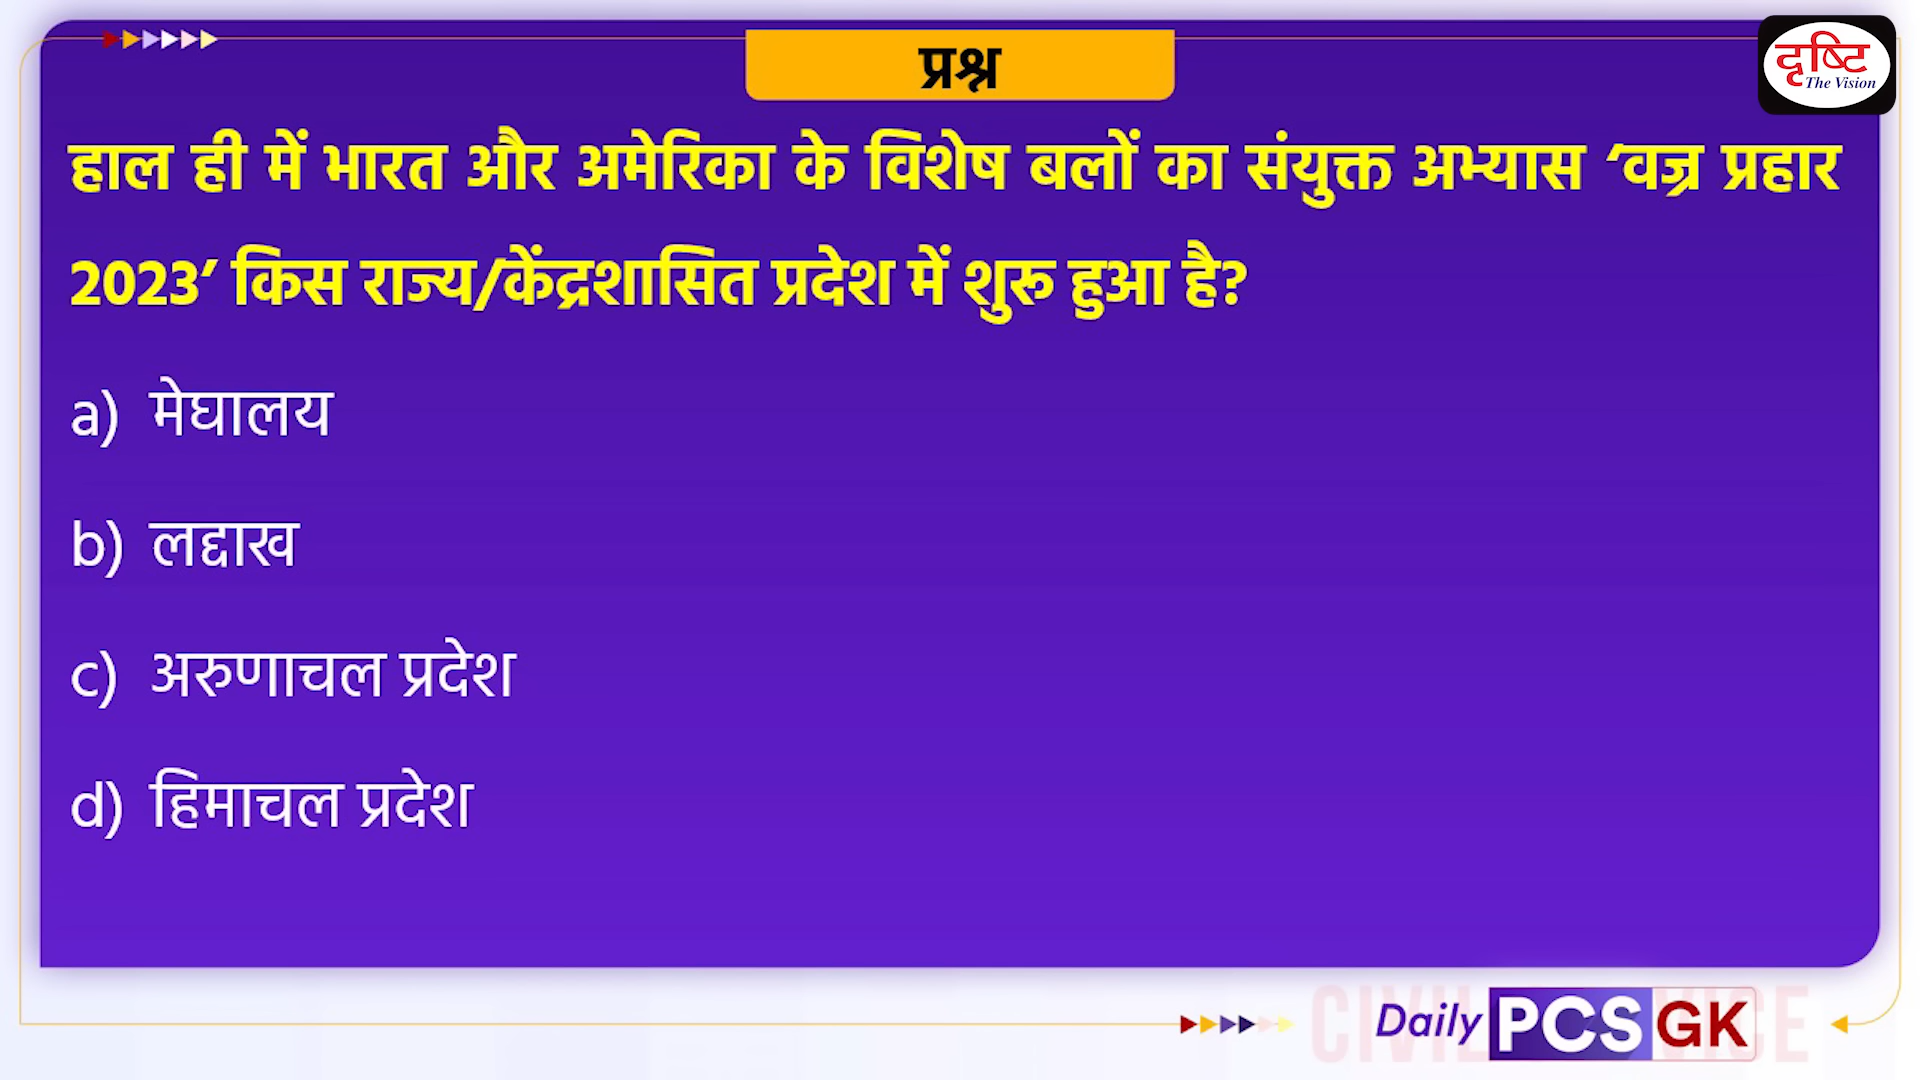 प्रश्न
दृष्टि
The Vision
हाल ही में भारत और अमेरिका के विशेष बलों का संयुक्त अभ्यास ‘वज्र प्रहार
2023’ किस राज्य/केंद्रशासित प्रदेश में शुरू हुआ है?
a) मेघालय
b) लद्दाख
c) अरुणाचल प्रदेश
d) हिमाचल प्रदेश
Daily PCS GK